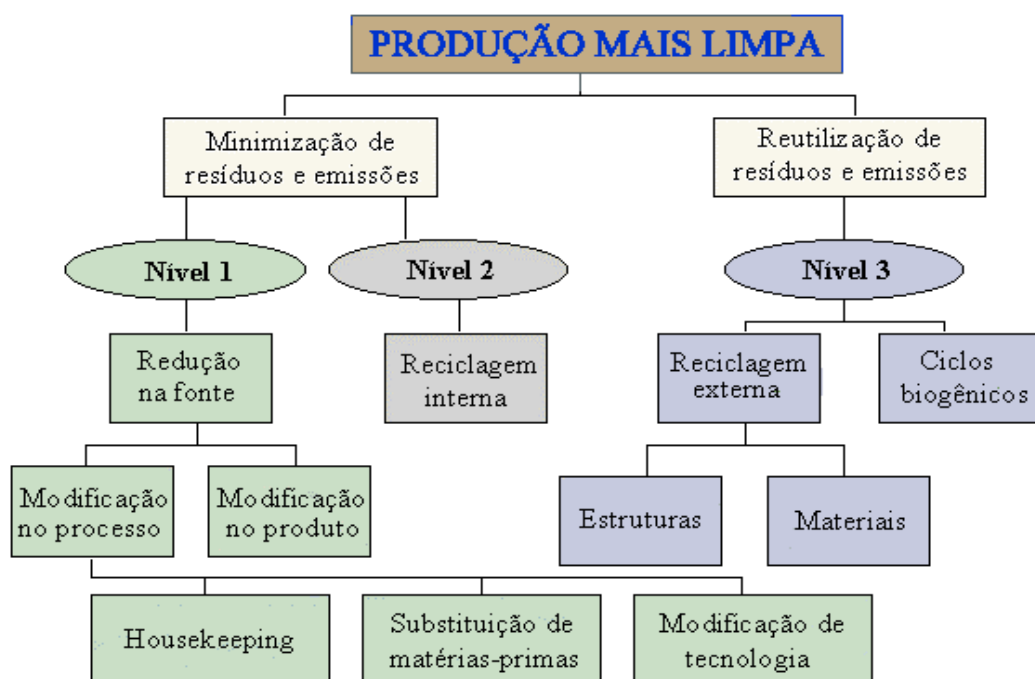 PRODUÇÃO MAIS LIMPA
Minimização de
resíduos e emissões
Reutilização de
resíduos e emissões
Nível 1
Nível 2
Nível 3
Redução
na fonte
Reciclagem
interna
Reciclagem
externa
Ciclos
biogênicos
Modificação
no processo
Modificação
no produto
Estruturas
Materiais
Housekeeping
Substituição de
matérias-primas
Modificação de
tecnologia